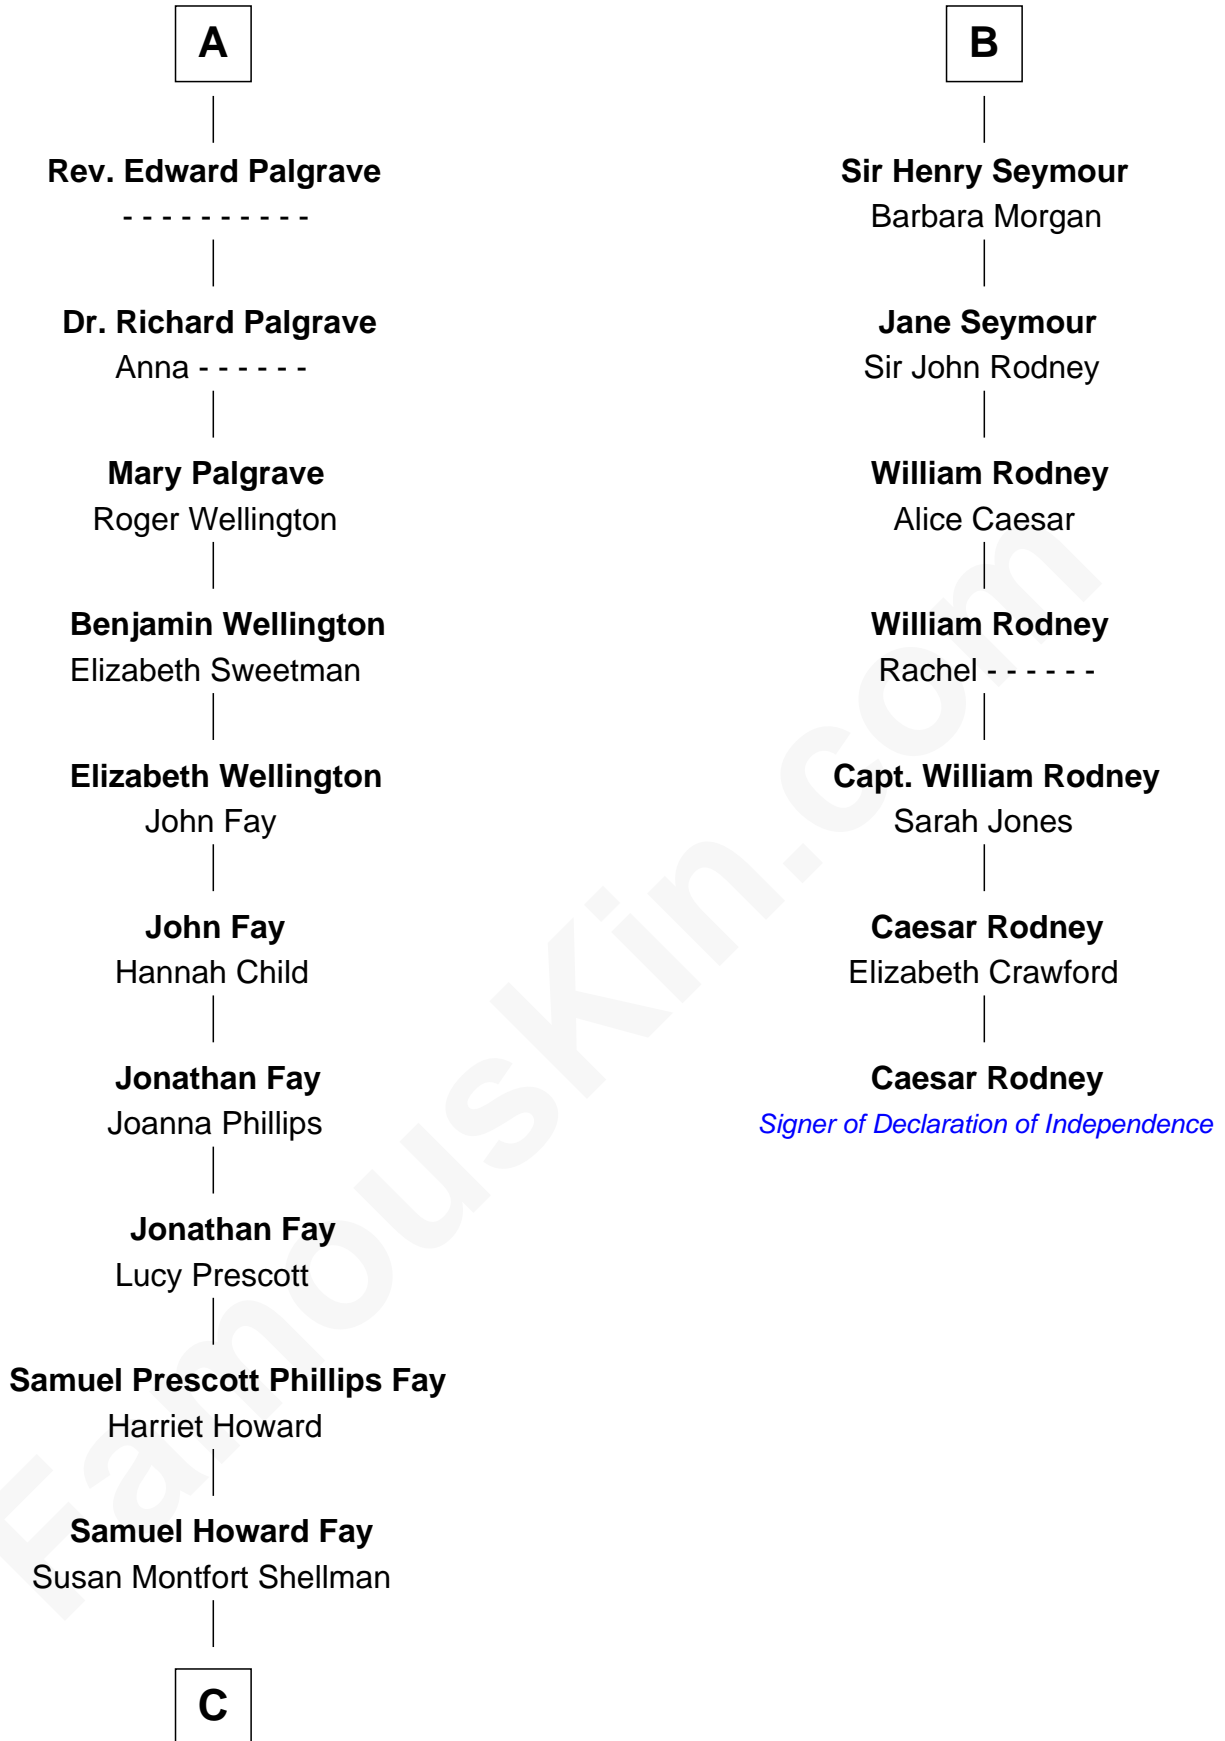 A
Rev. Edward Palgrave
- - - - - - - - - -
Dr. Richard Palgrave
Anna - - - - - -
Mary Palgrave
Roger Wellington
Benjamin Wellington
Elizabeth Sweetman
Elizabeth Wellington
John Fay
John Fay
Hannah Child
Jonathan Fay
Joanna Phillips
Jonathan Fay
Lucy Prescott
Samuel Prescott Phillips Fay
Harriet Howard
Samuel Howard Fay
Susan Montfort Shellman
C
B
Sir Henry Seymour
Barbara Morgan
Jane Seymour
Sir John Rodney
William Rodney
Alice Caesar
William Rodney
Rachel - - - - - -
Capt. William Rodney
Sarah Jones
Caesar Rodney
Elizabeth Crawford
Caesar Rodney
Signer of Declaration of Independence
FamousKin.com